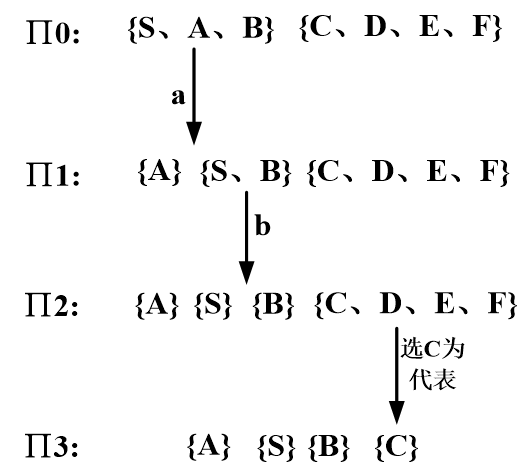 ∏0: {S、A、B} {C、D、E、F}
a
∏1: {A} {S、B} {C、D、E、F}
b
∏2: {A} {S} {B} {C、D、E、F}
选C为
代表
∏3: {A} {S} {B} {C}